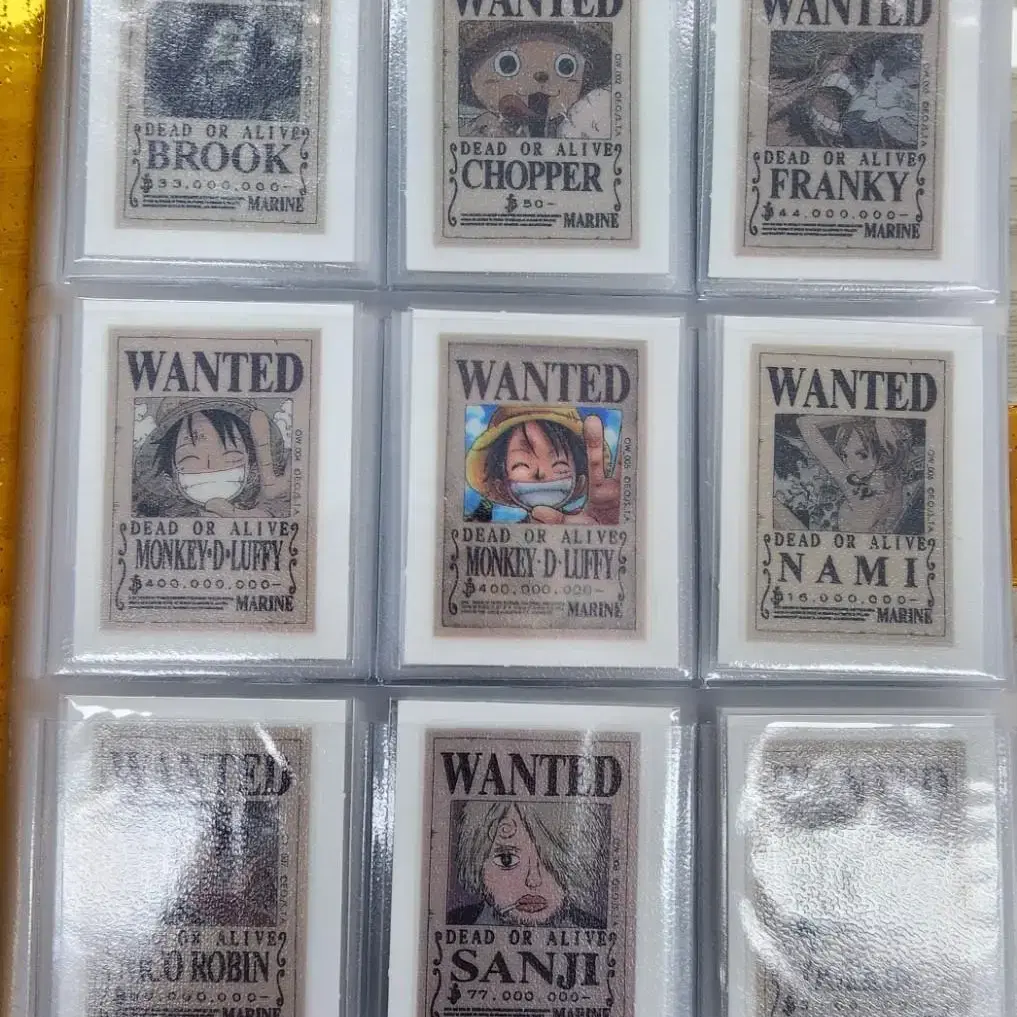 DEAD OR ALIVE
BROOK
฿33,000,000-
MARINE
WANTED
DEAD OR ALIVE
CHOPPER
฿50-
MARINE
WANTED
DEAD OR ALIVE
FRANKY
฿44,000,000-
MARINE
WANTED
DEAD OR ALIVE
MONKEY·D·LUFFY
฿400,000,000-
MARINE
WANTED
DEAD OR ALIVE
MONKEY·D·LUFFY
฿400,000,000-
MARINE
WANTED
DEAD OR ALIVE
NAMI
฿16,000,000-
MARINE
WANTED
OR ALIVE
ROBIN
MARINE
WANTED
DEAD OR ALIVE
SANJI
฿77,000,000-
MARINE